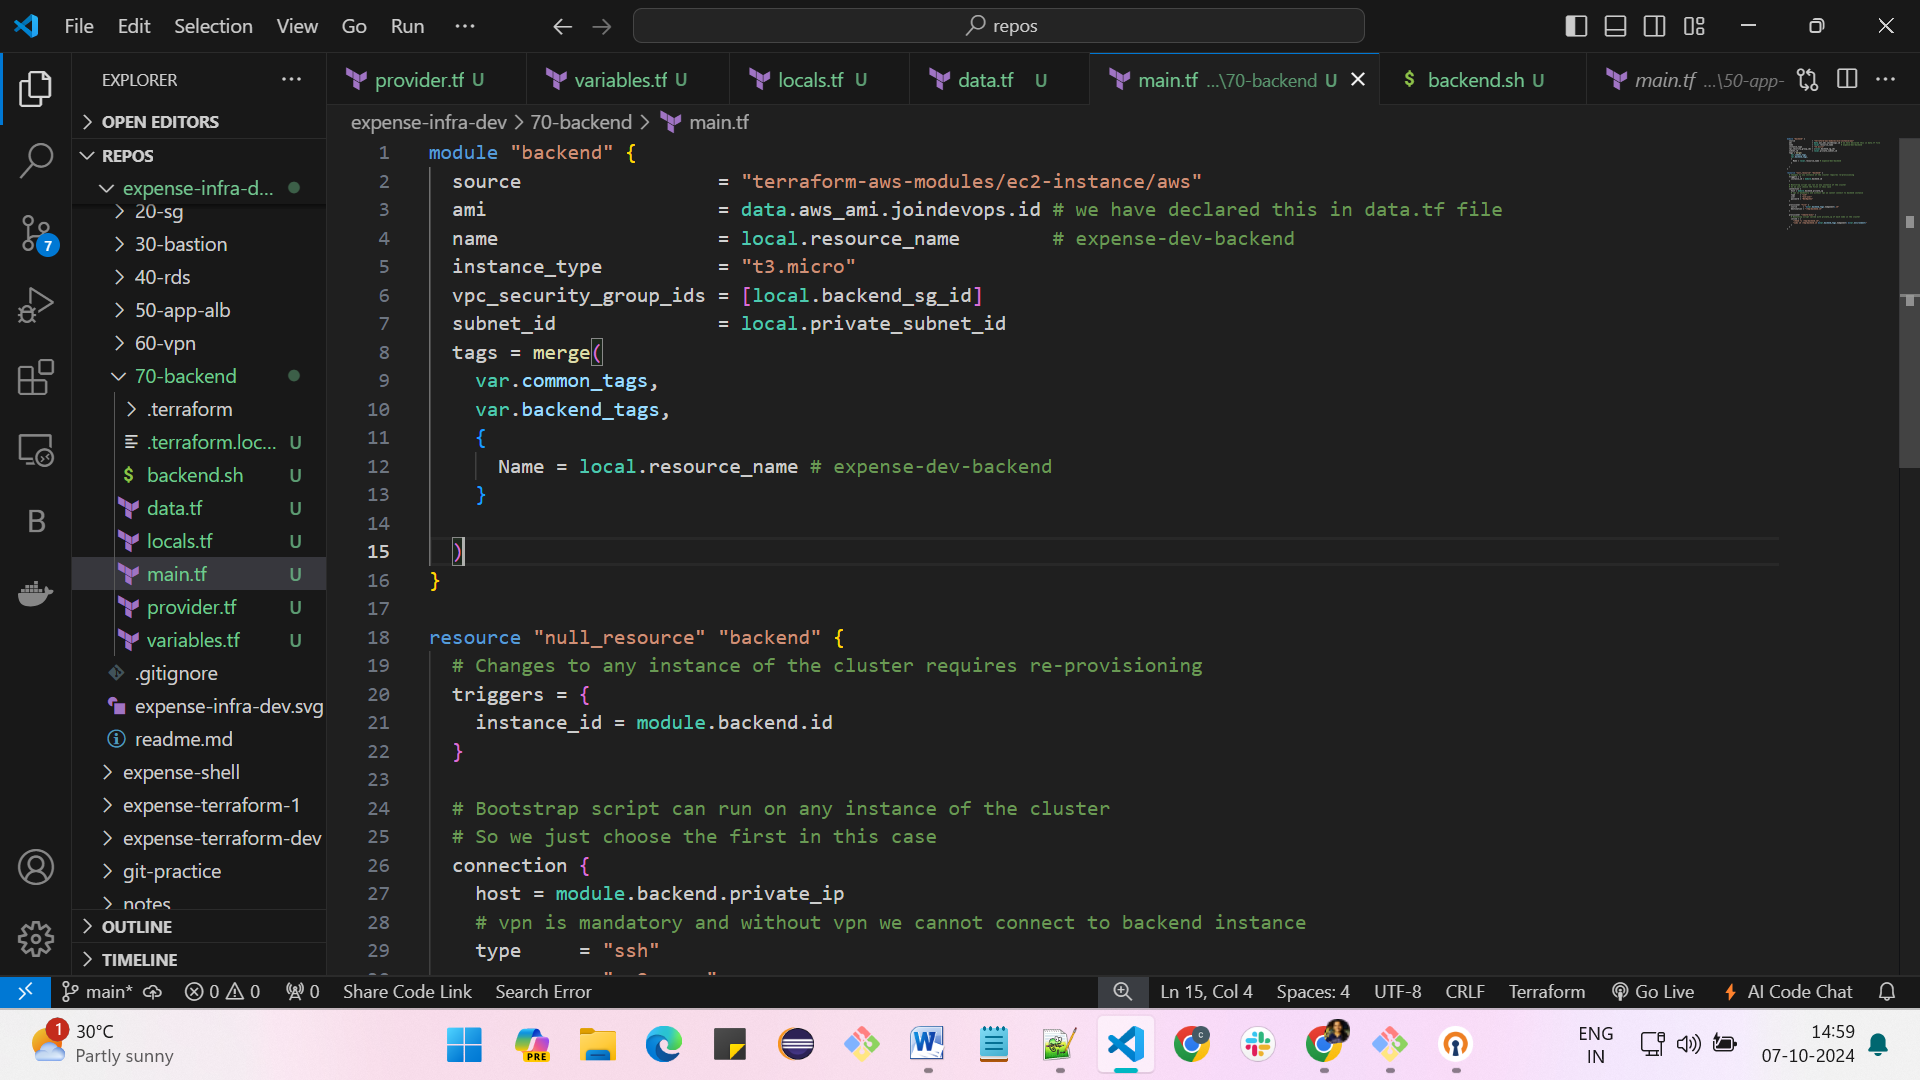 File Edit Selection View Go Run ···
repos
EXPLORER
provider.tf U
variables.tf U
locals.tf U
data.tf U
main.tf ...\70-backend U
backend.sh U
main.tf ...\50-app-
OPEN EDITORS
REPOS
expense-infra-d...
20-sg
30-bastion
40-rds
50-app-alb
60-vpn
70-backend
.terraform
.terraform.loc... U
backend.sh U
data.tf U
locals.tf U
main.tf U
provider.tf U
variables.tf U
.gitignore
expense-infra-dev.svg
readme.md
expense-shell
expense-terraform-1
expense-terraform-dev
git-practice
notes
OUTLINE
TIMELINE
7
B
expense-infra-dev > 70-backend > main.tf
1 module "backend" {
2 source = "terraform-aws-modules/ec2-instance/aws"
3 ami = data.aws_ami.joindevops.id # we have declared this in data.tf file
4 name = local.resource_name # expense-dev-backend
5 instance_type = "t3.micro"
6 vpc_security_group_ids = [local.backend_sg_id]
7 subnet_id = local.private_subnet_id
8 tags = merge(
9 var.common_tags,
10 var.backend_tags,
11 {
12 Name = local.resource_name # expense-dev-backend
13 }
14
15 )
16 }
17
18 resource "null_resource" "backend" {
19 # Changes to any instance of the cluster requires re-provisioning
20 triggers = {
21 instance_id = module.backend.id
22 }
23
24 # Bootstrap script can run on any instance of the cluster
25 # So we just choose the first in this case
26 connection {
27 host = module.backend.private_ip
28 # vpn is mandatory and without vpn we cannot connect to backend instance
29 type = "ssh"
main* 0 0 0 Share Code Link Search Error
Ln 15, Col 4 Spaces: 4 UTF-8 CRLF Terraform Go Live AI Code Chat
1 30°C
Partly sunny
PRE
ENG
IN
14:59
07-10-2024